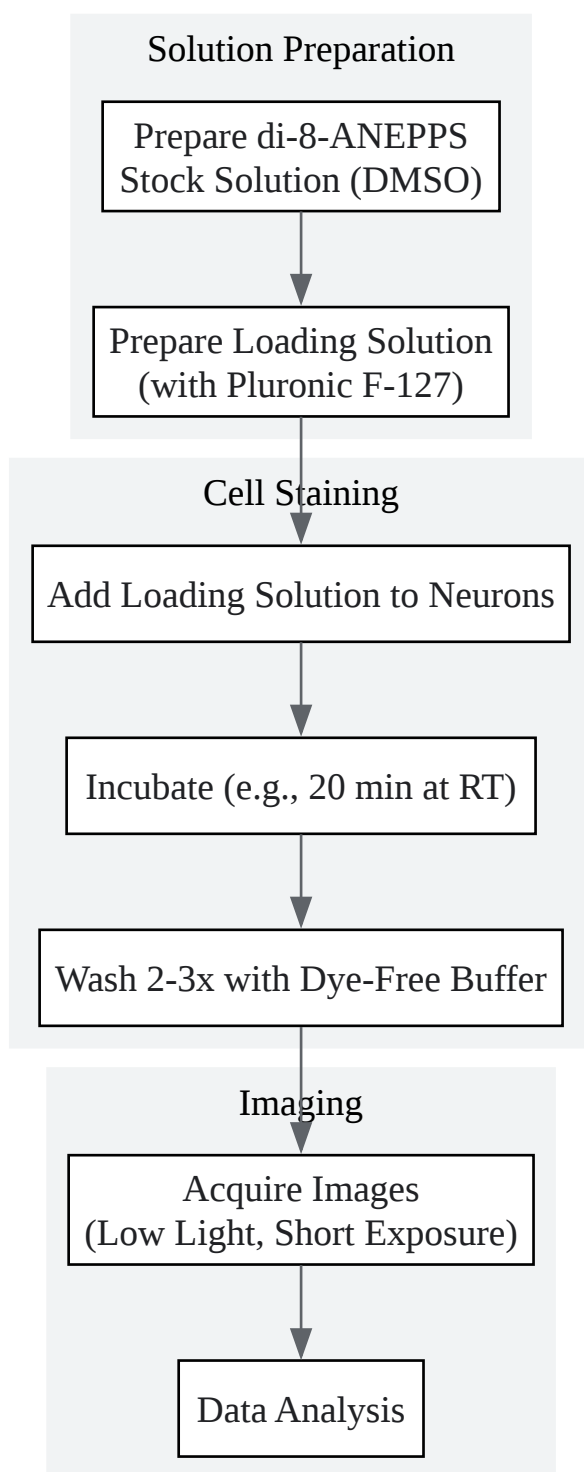 Solution Preparation
Prepare di-8-ANEPPS
Stock Solution (DMSO)
Prepare Loading Solution
(with Pluronic F-127)
Cell Staining
Add Loading Solution to Neurons
Incubate (e.g., 20 min at RT)
Wash 2-3x with Dye-Free Buffer
Imaging
Acquire Images
(Low Light, Short Exposure)
Data Analysis